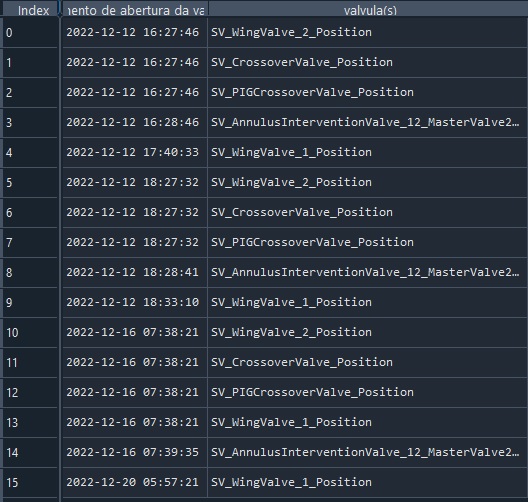 Index nento de abertura da va valvula(s)
0 2022-12-12 16:27:46 SV_WingValve_2_Position
1 2022-12-12 16:27:46 SV_CrossoverValve_Position
2 2022-12-12 16:27:46 SV_PIGCrossoverValve_Position
3 2022-12-12 16:28:46 SV_AnnulusInterventionValve_12_MasterValve2…
4 2022-12-12 17:40:33 SV_WingValve_1_Position
5 2022-12-12 18:27:32 SV_WingValve_2_Position
6 2022-12-12 18:27:32 SV_CrossoverValve_Position
7 2022-12-12 18:27:32 SV_PIGCrossoverValve_Position
8 2022-12-12 18:28:41 SV_AnnulusInterventionValve_12_MasterValve2…
9 2022-12-12 18:33:10 SV_WingValve_1_Position
10 2022-12-16 07:38:21 SV_WingValve_2_Position
11 2022-12-16 07:38:21 SV_CrossoverValve_Position
12 2022-12-16 07:38:21 SV_PIGCrossoverValve_Position
13 2022-12-16 07:38:21 SV_WingValve_1_Position
14 2022-12-16 07:39:35 SV_AnnulusInterventionValve_12_MasterValve2…
15 2022-12-20 05:57:21 SV_WingValve_1_Position